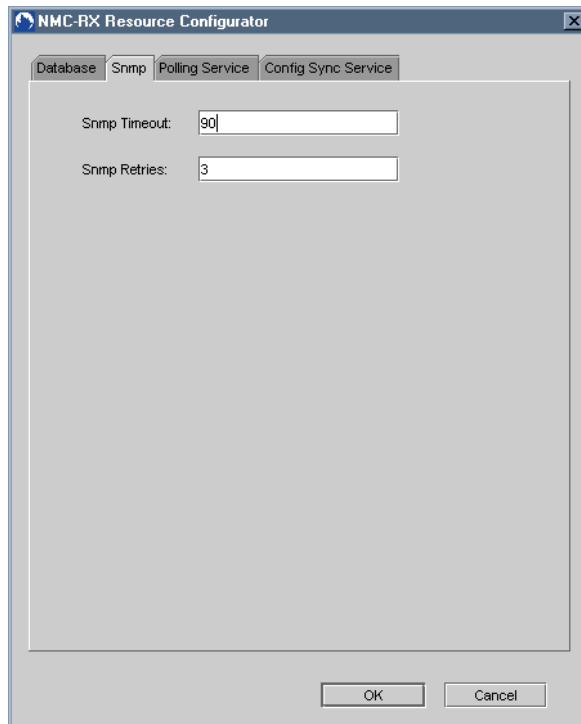 NMC-RX Resource Configurator
Database Snmp Polling Service Config Sync Service
Snmp Timeout: 90
Snmp Retries: 3
OK Cancel